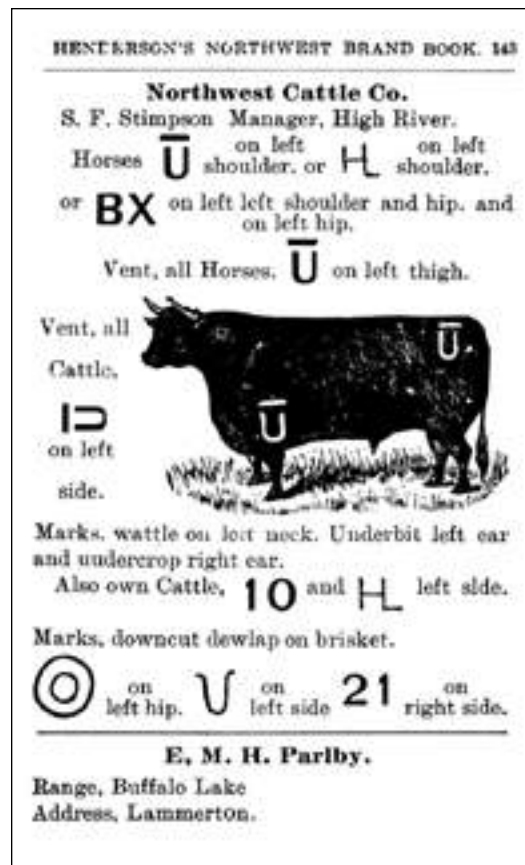 HENDERSON'S NORTHWEST BRAND BOOK. 143
Northwest Cattle Co.
S. F. Stimpson Manager, High River.
Horses U̅ on left shoulder. or HL on left shoulder.
or BX on left left shoulder and hip. and on left hip.
Vent, all Horses. U̅ on left thigh.
Vent, all
Cattle,
on left
side.
U̅
U̅
Marks. wattle on left neck. Underbit left ear
and undercrop right ear.
Also own Cattle, 10 and HL left side.
Marks, downcut dewlap on brisket.
on left hip. on left side 21 on right side.
E, M. H. Parlby.
Range, Buffalo Lake
Address, Lammerton.